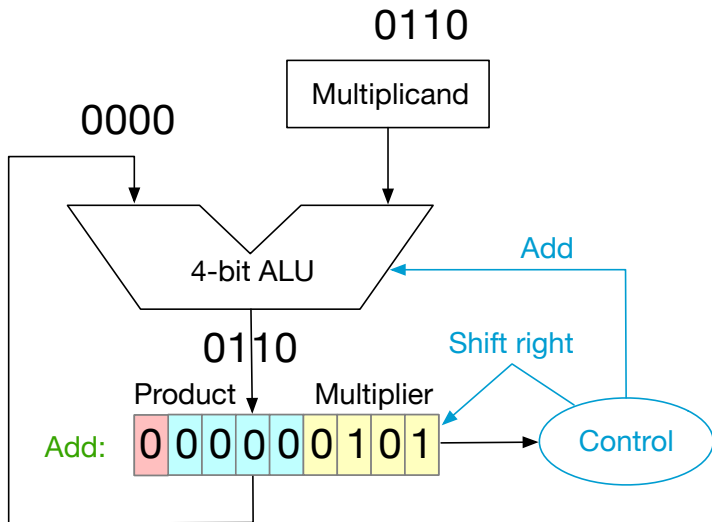 0110
Multiplicand
0000
4-bit ALU
Add
0110
Shift right
Product Multiplier
Add: 0 0 0 0 0 0 1 0 1
Control